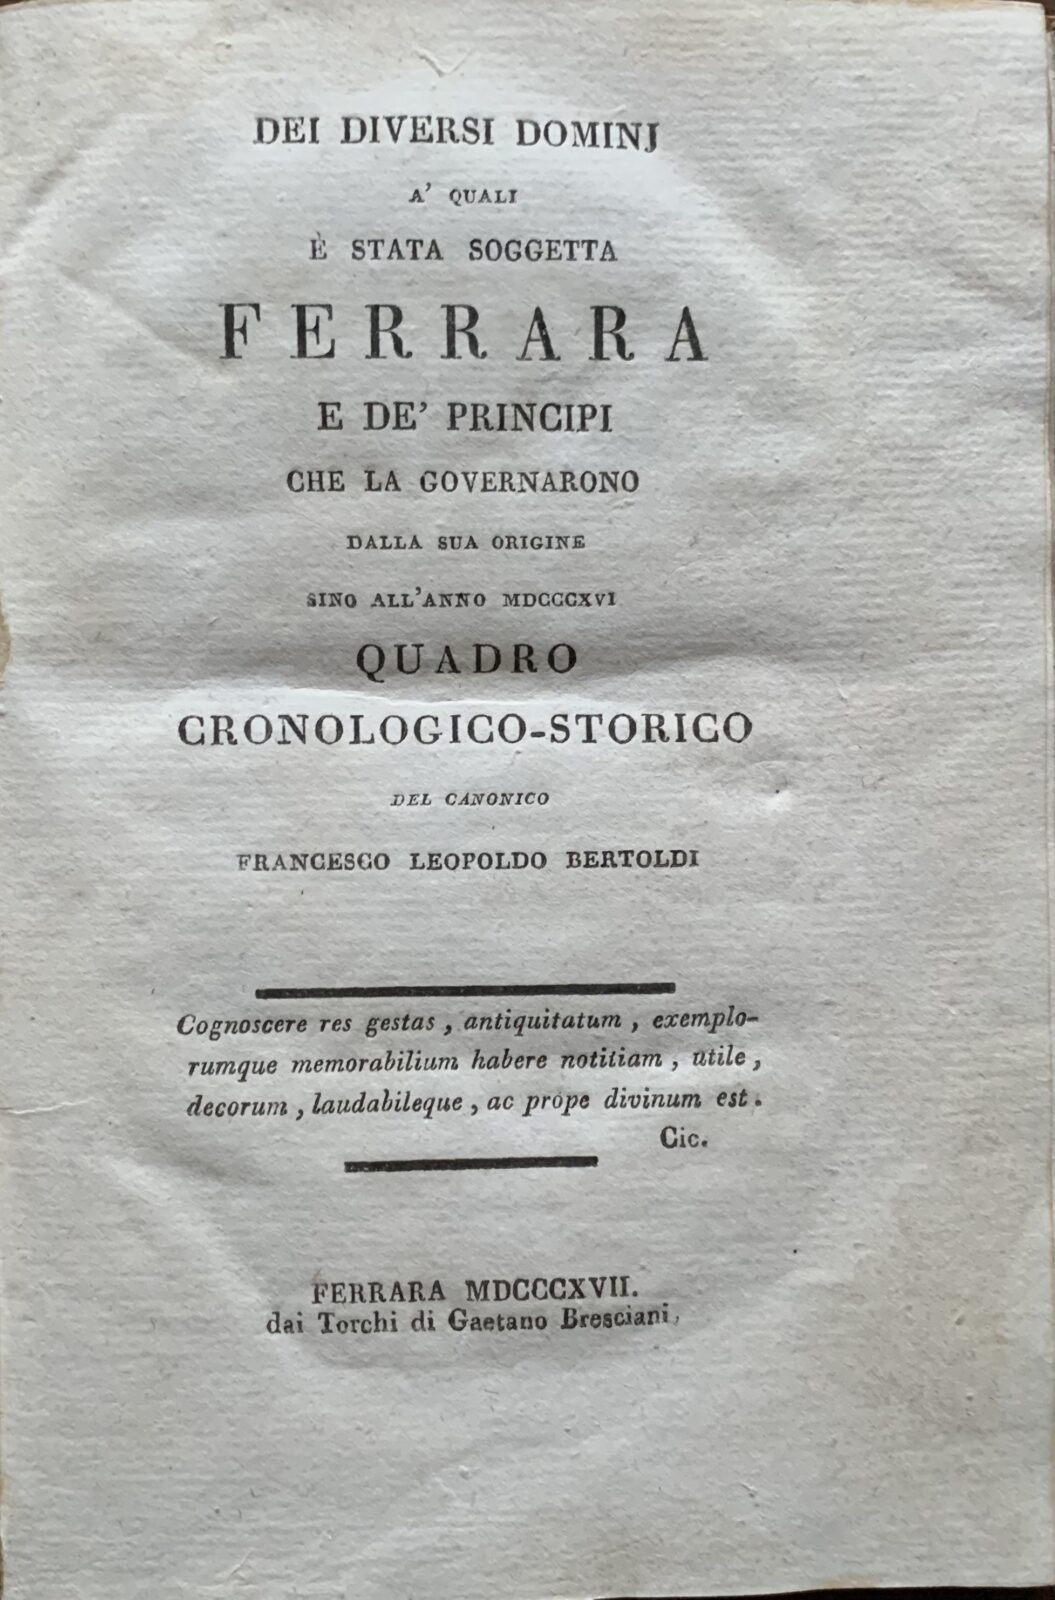 DEI DIVERSI DOMINJ
A' QUALI
È STATA SOGGETTA
FERRARA
E DE' PRINCIPI
CHE LA GOVERNARONO
DALLA SUA ORIGINE
SINO ALL'ANNO MDCCCXVI
QUADRO
CRONOLOGICO-STORICO
DEL CANONICO
FRANCESCO LEOPOLDO BERTOLDI
Cognoscere res gestas, antiquitatum, exemplo-
rumque memorabilium habere notitiam, utile,
decorum, laudabileque, ac prope divinum est.
Cic.
FERRARA MDCCCXVII.
dai Torchi di Gaetano Bresciani,